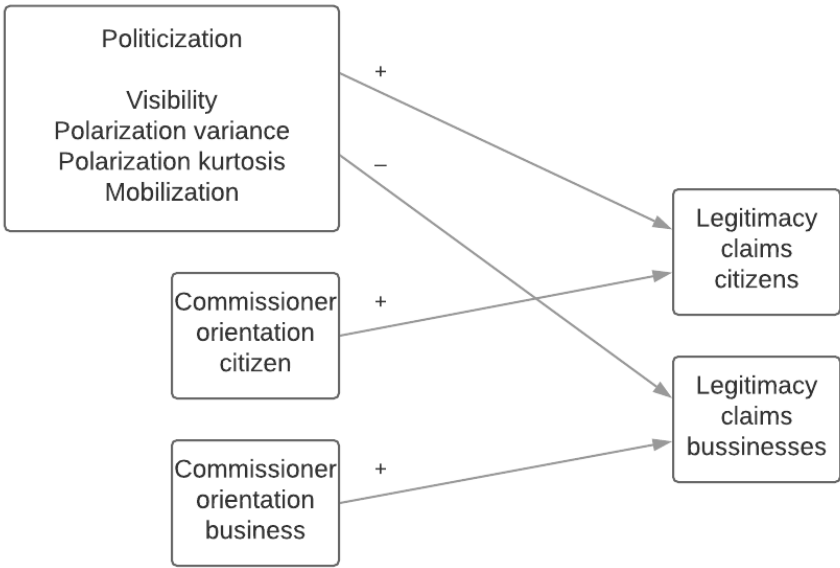 Politicization
Visibility
Polarization variance
Polarization kurtosis
Mobilization
+
–
Commissioner
orientation
citizen
+
Commissioner
orientation
business
+
Legitimacy
claims
citizens
Legitimacy
claims
bussinesses